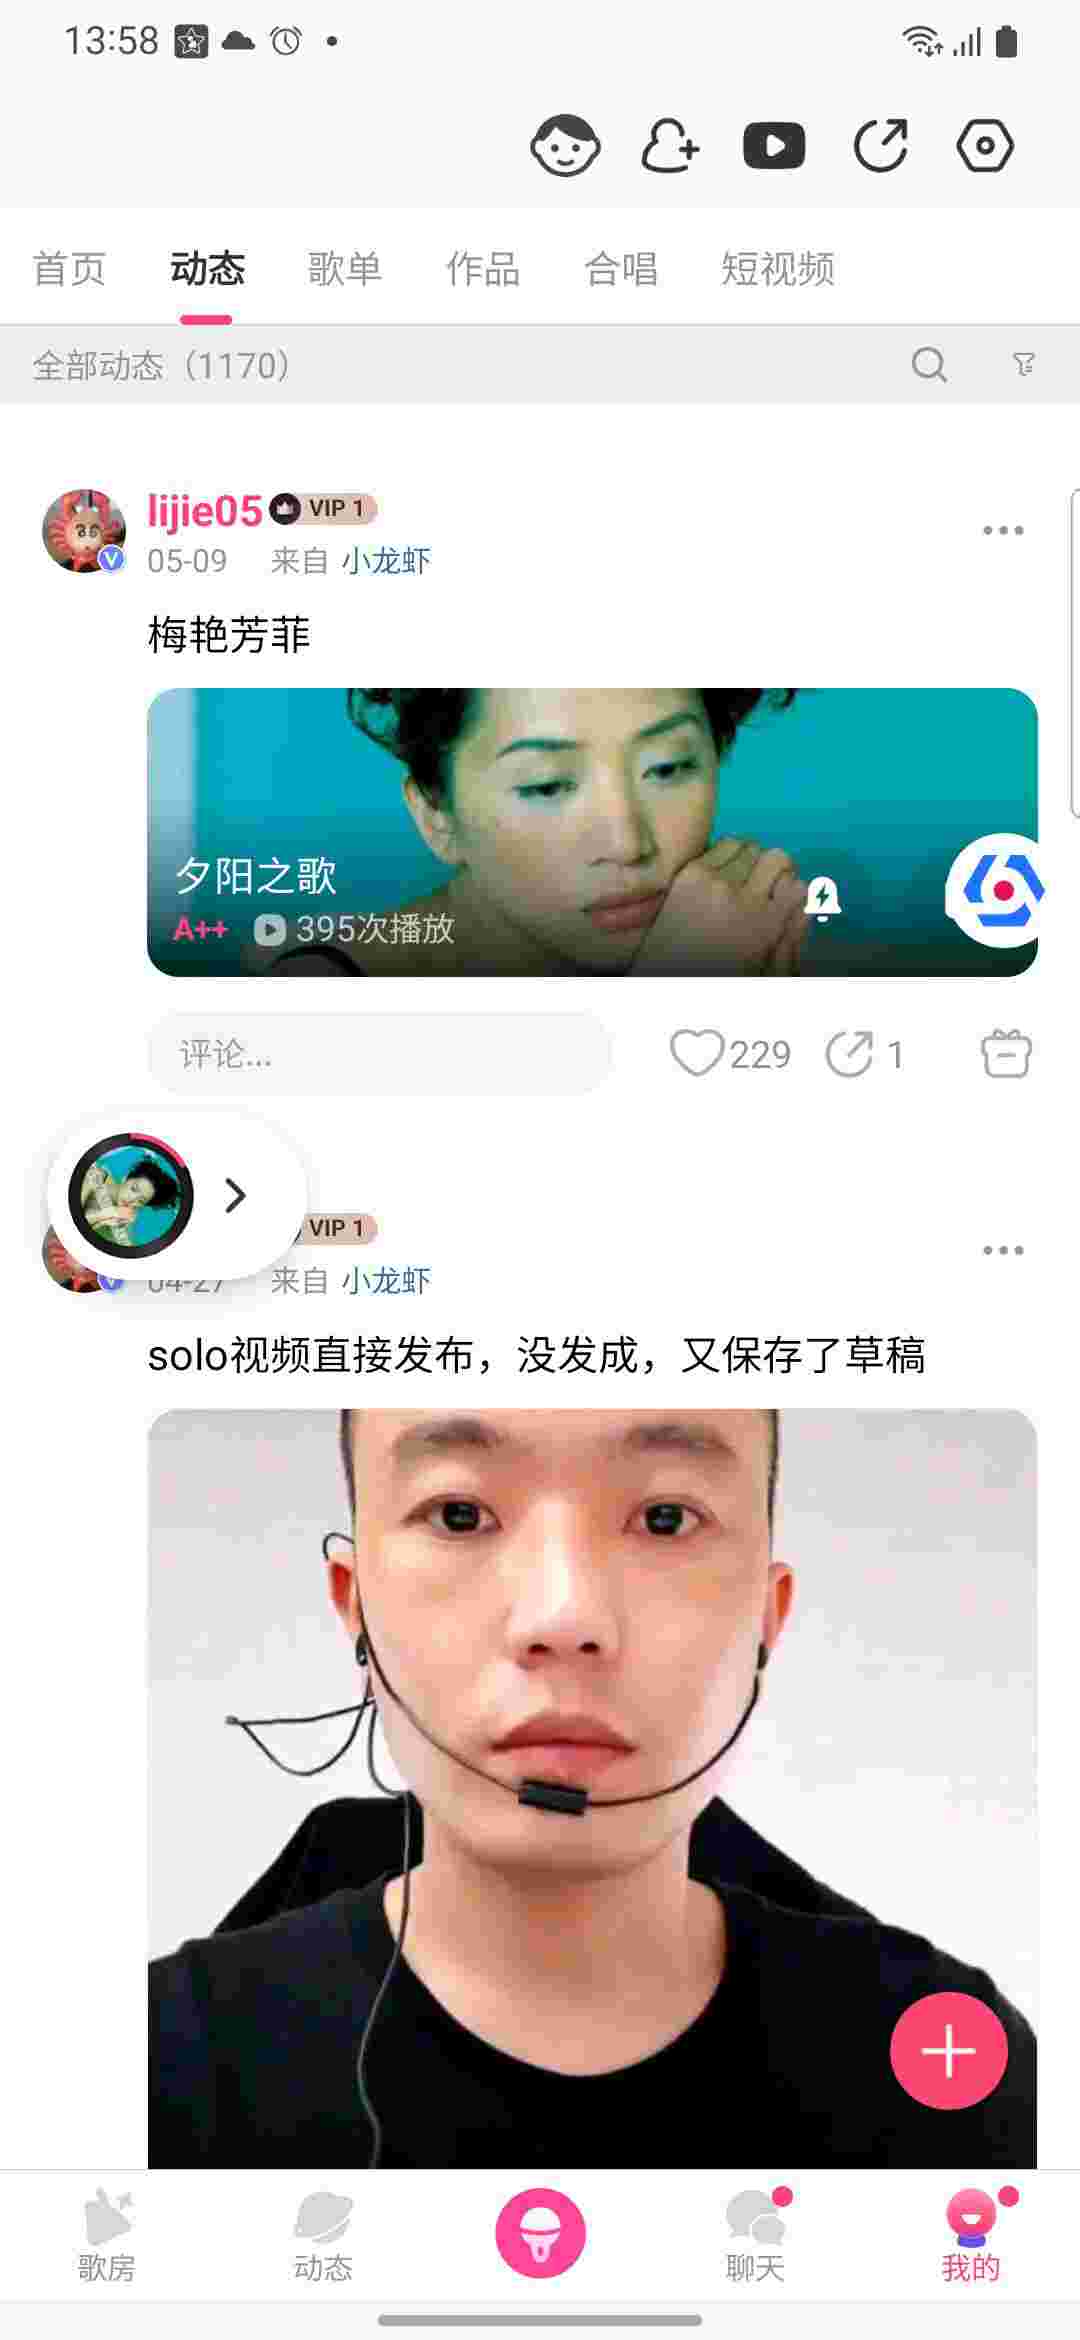 13:58
首页 动态 歌单 作品 合唱 短视频
全部动态（1170）
lijie05 VIP 1
05-09 来自 小龙虾
梅艳芳菲
夕阳之歌
A++ 395次播放
评论... 229 1
VIP 1
04-27 来自 小龙虾
solo视频直接发布，没发成，又保存了草稿
歌房 动态 聊天 我的